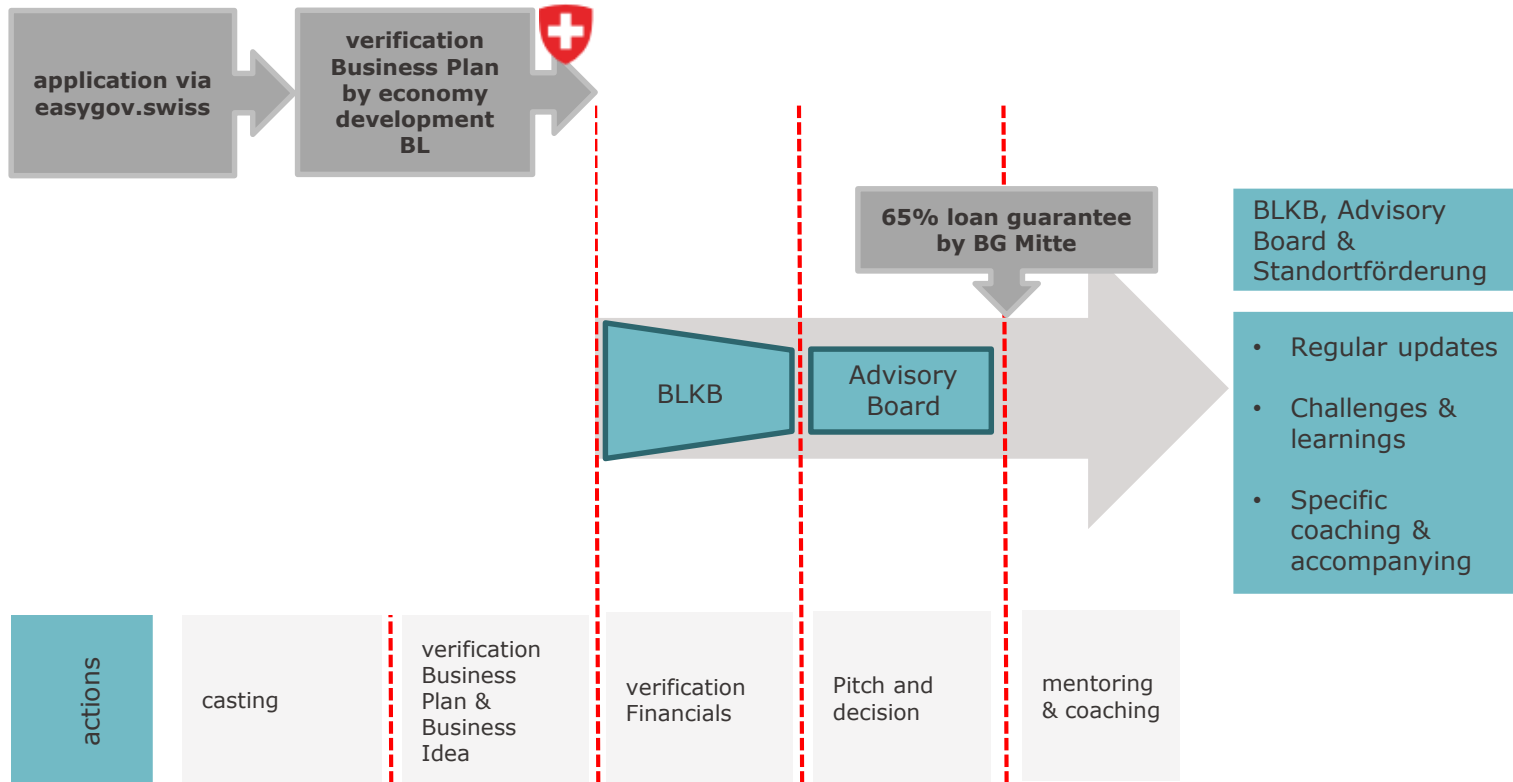 application via
easygov.swiss
verification
Business Plan
by economy
development
BL
65% loan guarantee
by BG Mitte
BLKB, Advisory
Board &
Standortförderung
BLKB
Advisory
Board
• Regular updates
• Challenges &
learnings
• Specific
coaching &
accompanying
actions
casting
verification
Business
Plan &
Business
Idea
verification
Financials
Pitch and
decision
mentoring
& coaching